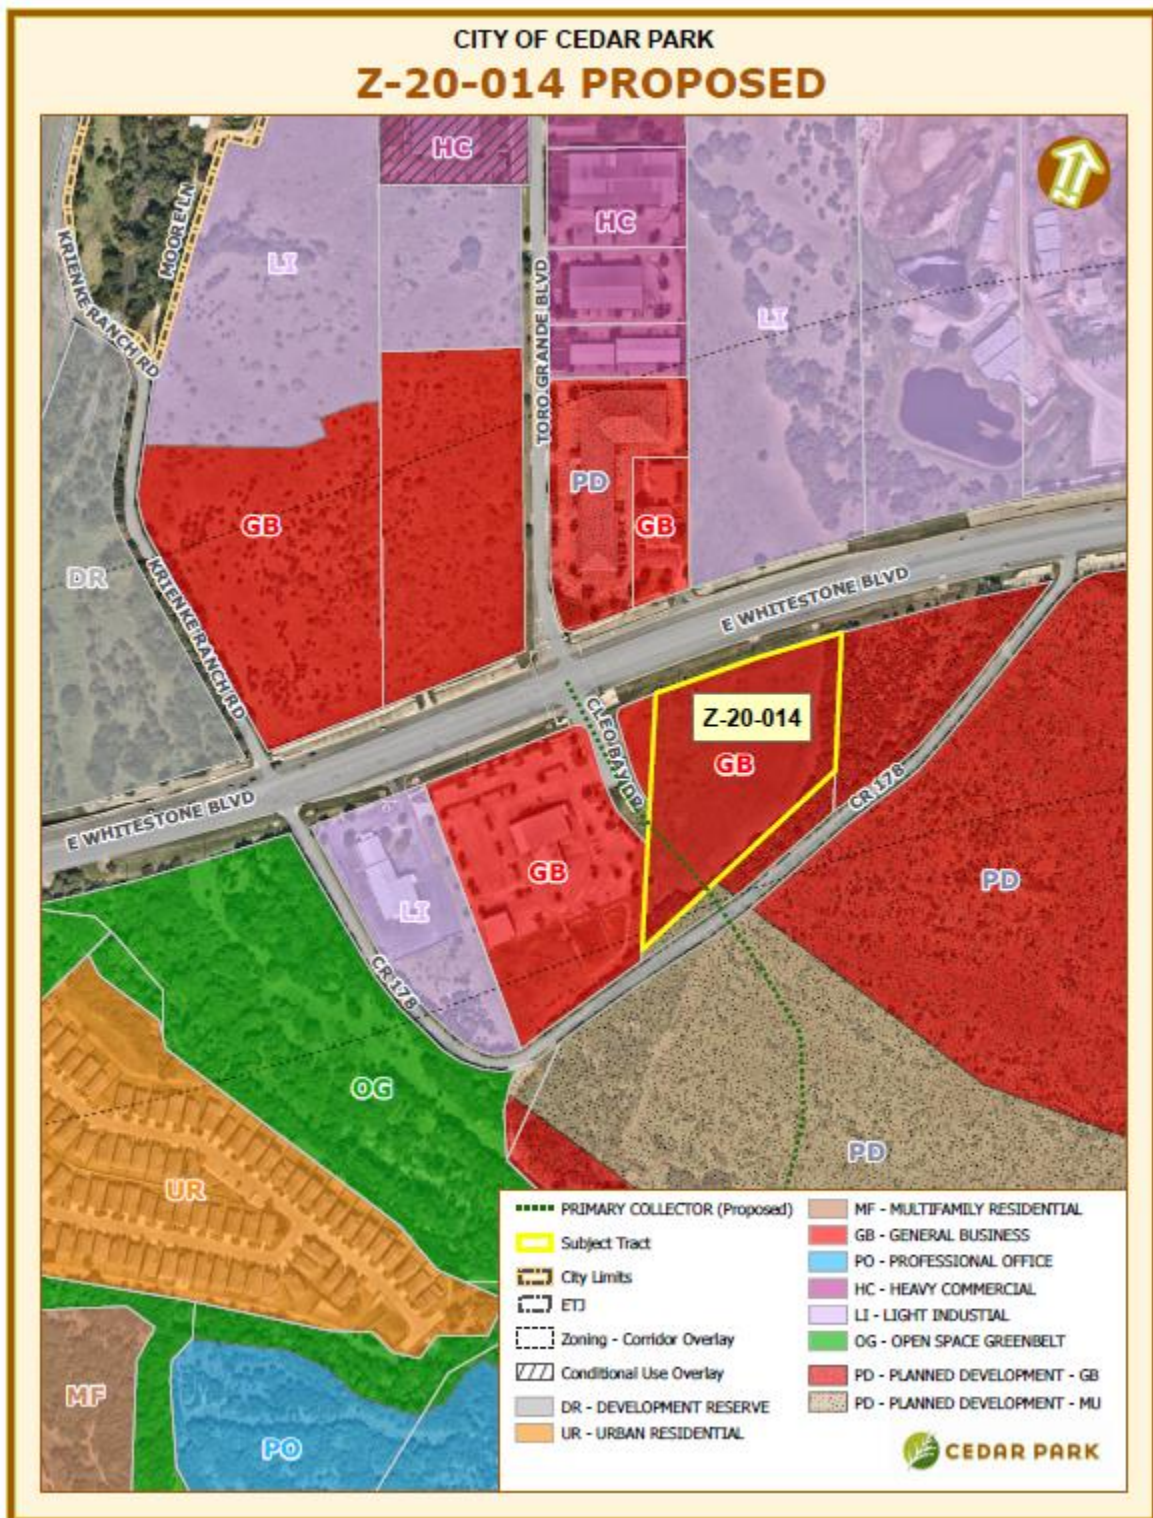 CITY OF CEDAR PARK
Z-20-014 PROPOSED
HC
HC
MOORE LN
LI
KRIENKE RANCH RD
TORO GRANDE BLVD
LI
PD
GB
GB
DR
KRIENKE RANCH RD
E WHITESTONE BLVD
CLEO BAY DR
Z-20-014
GB
CR 178
E WHITESTONE BLVD
GB
PD
LI
CR 178
OG
PD
UR
MF
PO
PRIMARY COLLECTOR (Proposed)
Subject Tract
City Limits
ETJ
Zoning - Corridor Overlay
Conditional Use Overlay
DR - DEVELOPMENT RESERVE
UR - URBAN RESIDENTIAL
MF - MULTIFAMILY RESIDENTIAL
GB - GENERAL BUSINESS
PO - PROFESSIONAL OFFICE
HC - HEAVY COMMERCIAL
LI - LIGHT INDUSTIAL
OG - OPEN SPACE GREENBELT
PD - PLANNED DEVELOPMENT - GB
PD - PLANNED DEVELOPMENT - MU
CEDAR PARK